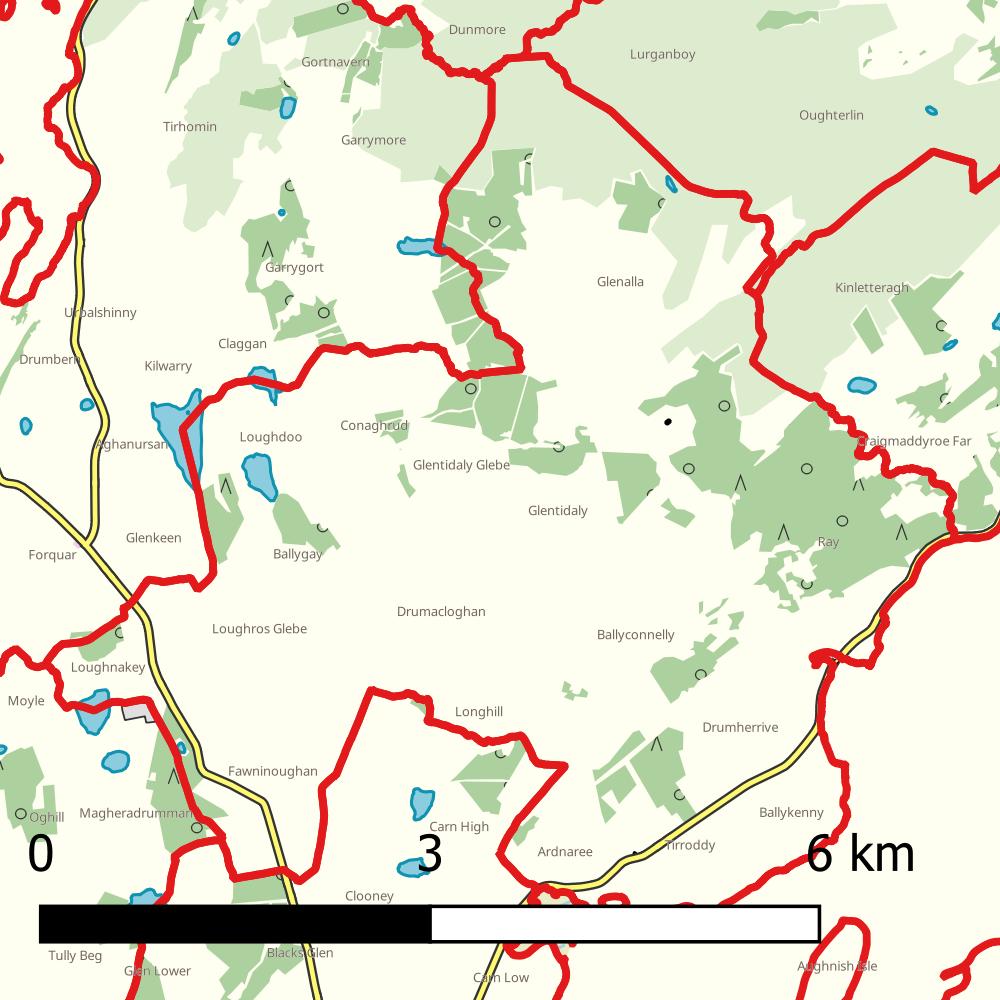 Dunmore
Lurganboy
Gortnavern
Oughterlin
Tirhomin
Garrymore
Garrygort
Glenalla
Kinletteragh
Urbalshinny
Claggan
Drumbern
Kilwarry
Conaghrud
Loughdoo
Aghanursan
Craigmaddyroe Far
Glentidaly Glebe
Glentidaly
Glenkeen
Ray
Forquar
Ballygay
Drumacloghan
Loughros Glebe
Ballyconnelly
Loughnakey
Moyle
Longhill
Drumherrive
Fawninoughan
Magheradrumman
Oghill
Carn High
Ballykenny
Tirroddy
Ardnaree
0 3 6 km
Clooney
Tully Beg
Blacks Glen
Glen Lower
Aughnish Isle
Carn Low